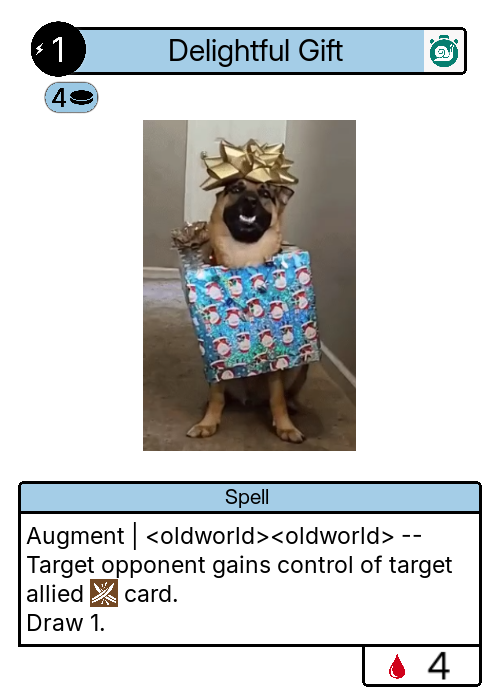 1
Delightful Gift
4
Spell
Augment | <oldworld><oldworld> --
Target opponent gains control of target
allied card.
Draw 1.
4